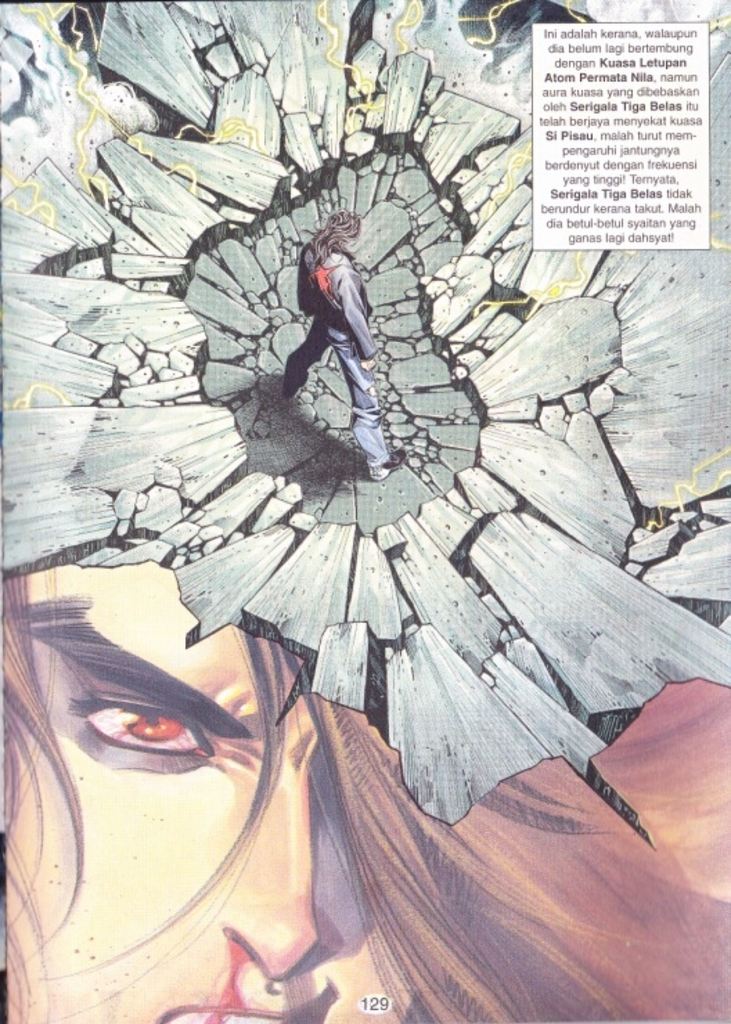 Ini adalah kerana, walaupun
dia belum lagi bertembung
dengan Kuasa Letupan
Atom Permata Nila, namun
aura kuasa yang dibebaskan
oleh Serigala Tiga Belas itu
telah berjaya menyekat kuasa
Si Pisau, malah turut mem-
pengaruhi jantungnya
berdenyut dengan frekuensi
yang tinggi! Ternyata,
Serigala Tiga Belas tidak
berundur kerana takut. Malah
dia betul-betul syaitan yang
ganas lagi dahsyat!
129